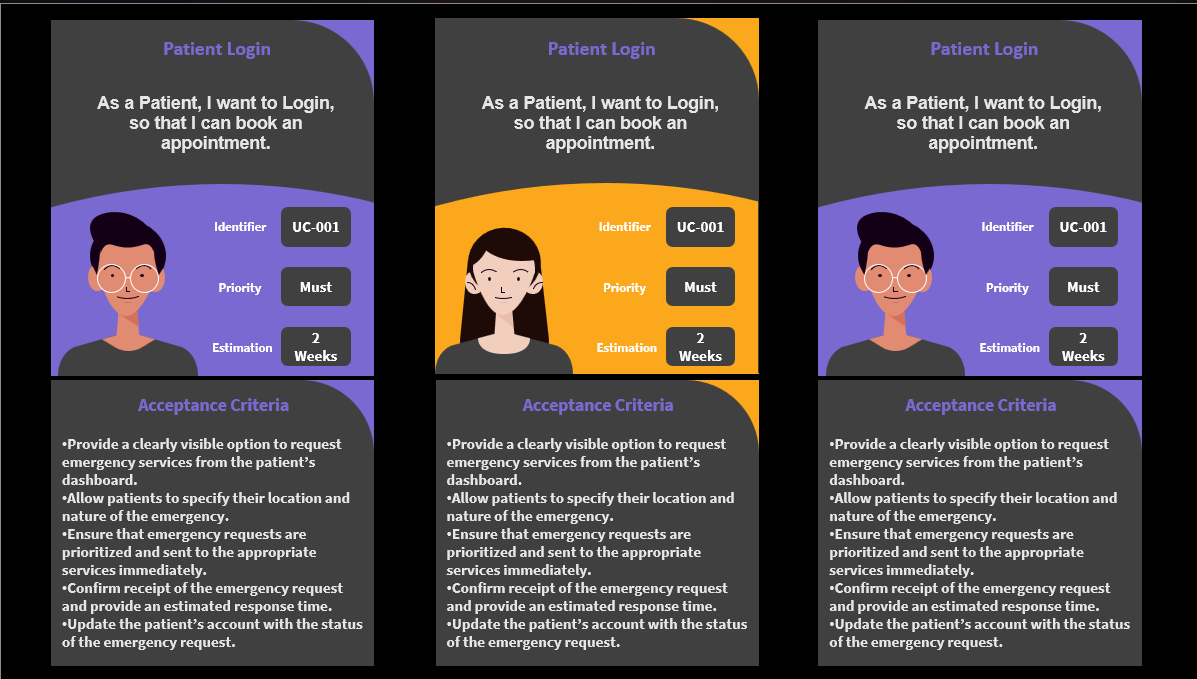 Patient Login
As a Patient, I want to Login,
so that I can book an
appointment.
Identifier
UC-001
Priority
Must
Estimation
2
Weeks
Acceptance Criteria
•Provide a clearly visible option to request
emergency services from the patient’s
dashboard.
•Allow patients to specify their location and
nature of the emergency.
•Ensure that emergency requests are
prioritized and sent to the appropriate
services immediately.
•Confirm receipt of the emergency request
and provide an estimated response time.
•Update the patient’s account with the status
of the emergency request.
Patient Login
As a Patient, I want to Login,
so that I can book an
appointment.
Identifier
UC-001
Priority
Must
Estimation
2
Weeks
Acceptance Criteria
•Provide a clearly visible option to request
emergency services from the patient’s
dashboard.
•Allow patients to specify their location and
nature of the emergency.
•Ensure that emergency requests are
prioritized and sent to the appropriate
services immediately.
•Confirm receipt of the emergency request
and provide an estimated response time.
•Update the patient’s account with the status
of the emergency request.
Patient Login
As a Patient, I want to Login,
so that I can book an
appointment.
Identifier
UC-001
Priority
Must
Estimation
2
Weeks
Acceptance Criteria
•Provide a clearly visible option to request
emergency services from the patient’s
dashboard.
•Allow patients to specify their location and
nature of the emergency.
•Ensure that emergency requests are
prioritized and sent to the appropriate
services immediately.
•Confirm receipt of the emergency request
and provide an estimated response time.
•Update the patient’s account with the status
of the emergency request.